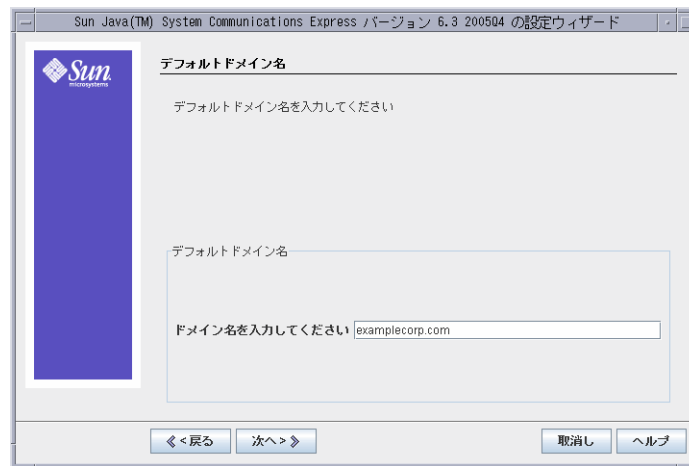 Sun Java(TM) System Communications Express バージョン 6.3 2005Q4 の設定ウィザード
Sun
microsystems
デフォルトドメイン名
デフォルトドメイン名を入力してください
デフォルトドメイン名
ドメイン名を入力してください examplecorp.com
<戻る 次へ> 取消し ヘルプ